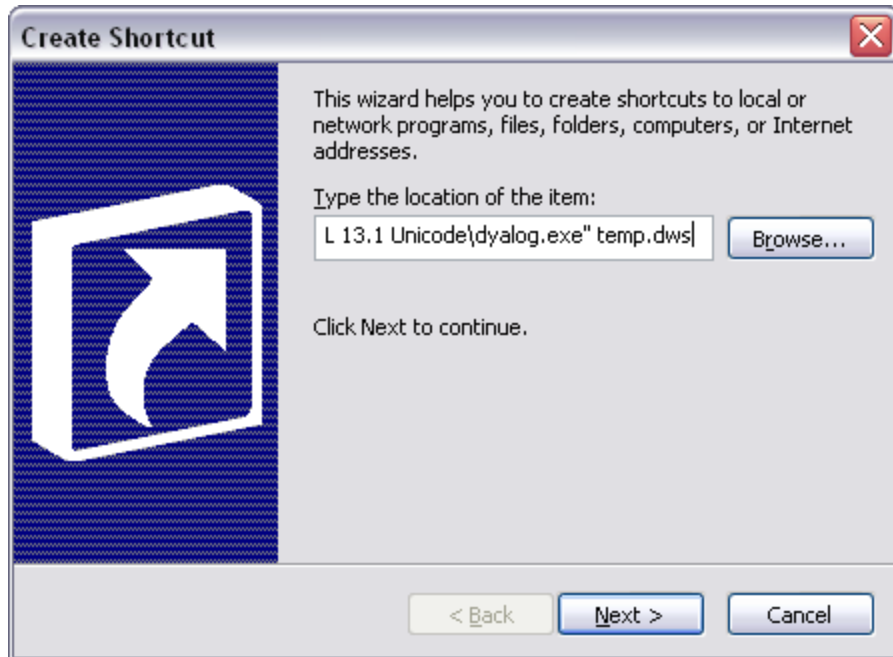 Create Shortcut
This wizard helps you to create shortcuts to local or
network programs, files, folders, computers, or Internet
addresses.
Type the location of the item:
L 13.1 Unicode\dyalog.exe" temp.dws
Browse...
Click Next to continue.
< Back
Next >
Cancel